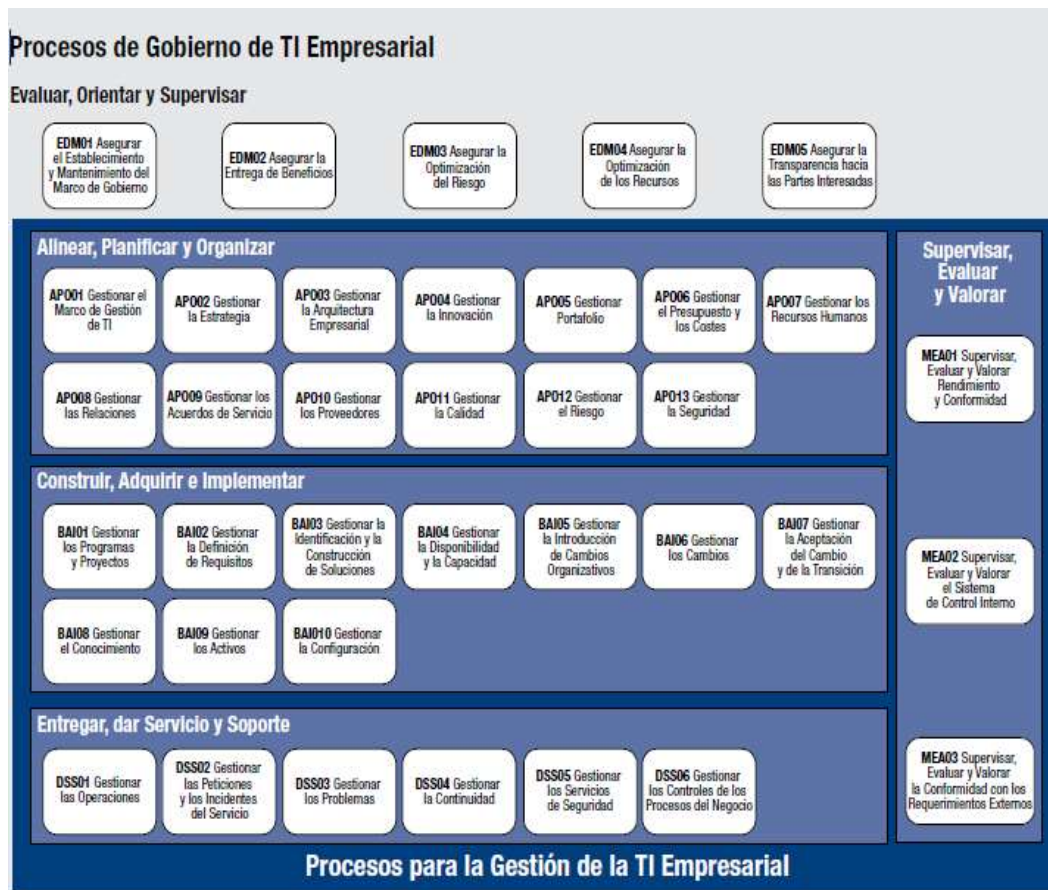 Procesos de Gobierno de TI Empresarial
Evaluar, Orientar y Supervisar
EDM01 Asegurar
el Establecimiento
y Mantenimiento del
Marco de Gobierno
EDM02 Asegurar la
Entrega de Beneficios
EDM03 Asegurar la
Optimización
del Riesgo
EDM04 Asegurar la
Optimización
de los Recursos
EDM05 Asegurar la
Transparencia hacia
las Partes Interesadas
Alinear, Planificar y Organizar
APO01 Gestionar el
Marco de Gestión
de TI
APO02 Gestionar
la Estrategia
APO03 Gestionar
la Arquitectura
Empresarial
APO04 Gestionar
la Innovación
APO05 Gestionar
Portafolio
APO06 Gestionar
el Presupuesto y
los Costes
APO07 Gestionar los
Recursos Humanos
APO08 Gestionar
las Relaciones
APO09 Gestionar los
Acuerdos de Servicio
APO10 Gestionar
los Proveedores
APO11 Gestionar
la Calidad
APO12 Gestionar
el Riesgo
APO13 Gestionar
la Seguridad
Construir, Adquirir e Implementar
BAI01 Gestionar
los Programas
y Proyectos
BAI02 Gestionar
la Definición
de Requisitos
BAI03 Gestionar la
Identificación y la
Construcción
de Soluciones
BAI04 Gestionar
la Disponibilidad
y la Capacidad
BAI05 Gestionar
la Introducción
de Cambios
Organizativos
BAI06 Gestionar
los Cambios
BAI07 Gestionar
la Aceptación
del Cambio
y de la Transición
BAI08 Gestionar
el Conocimiento
BAI09 Gestionar
los Activos
BAI010 Gestionar
la Configuración
Entregar, dar Servicio y Soporte
DSS01 Gestionar
las Operaciones
DSS02 Gestionar
las Peticiones
y los Incidentes
del Servicio
DSS03 Gestionar
los Problemas
DSS04 Gestionar
la Continuidad
DSS05 Gestionar
los Servicios
de Seguridad
DSS06 Gestionar
los Controles de los
Procesos del Negocio
Supervisar,
Evaluar
y Valorar
MEA01 Supervisar,
Evaluar y Valorar
Rendimiento
y Conformidad
MEA02 Supervisar,
Evaluar y Valorar
el Sistema
de Control Interno
MEA03 Supervisar,
Evaluar y Valorar
la Conformidad con los
Requerimientos Externos
Procesos para la Gestión de la TI Empresarial